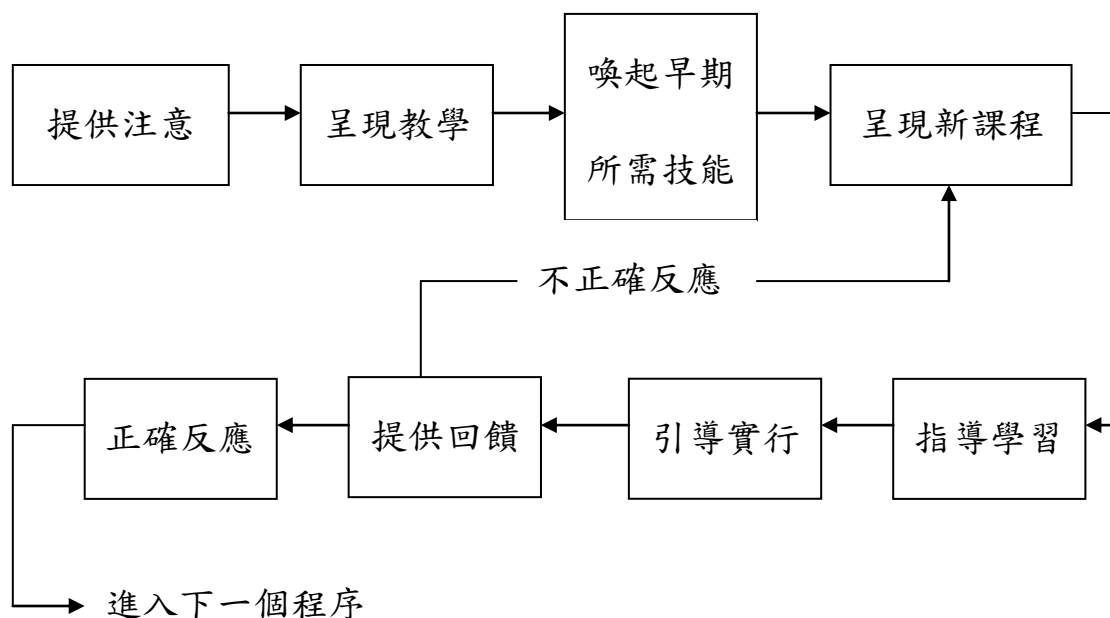 提供注意
呈現教學
喚起早期
所需技能
呈現新課程
不正確反應
正確反應
提供回饋
引導實行
指導學習
進入下一個程序